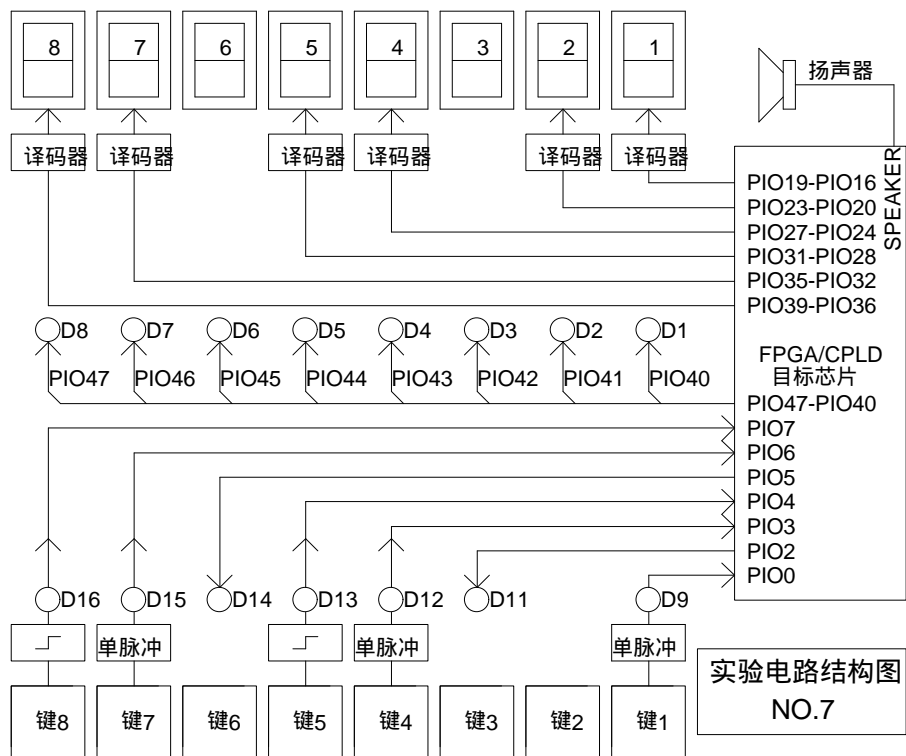 8 7 6 5 4 3 2 1
扬声器
译码器 译码器 译码器 译码器 译码器 译码器
SPEAKER
PIO19-PIO16
PIO23-PIO20
PIO27-PIO24
PIO31-PIO28
PIO35-PIO32
PIO39-PIO36
D8 D7 D6 D5 D4 D3 D2 D1
FPGA/CPLD
目标芯片
PIO47 PIO46 PIO45 PIO44 PIO43 PIO42 PIO41 PIO40
PIO47-PIO40
PIO7
PIO6
PIO5
PIO4
PIO3
PIO2
PIO0
D16 D15 D14 D13 D12 D11 D9
单脉冲 单脉冲 单脉冲
实验电路结构图
NO.7
键8 键7 键6 键5 键4 键3 键2 键1